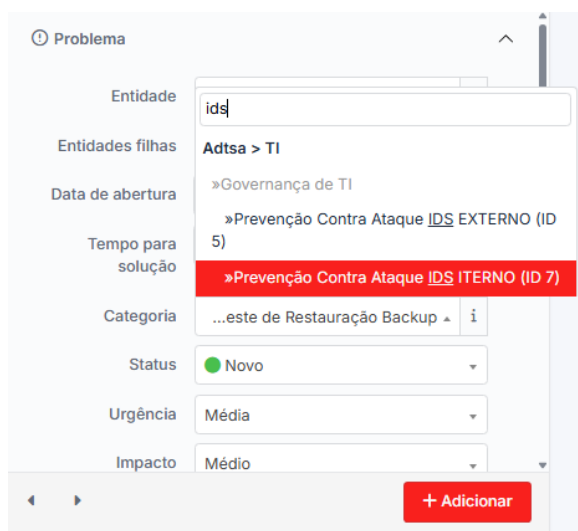 Problema
Entidade
ids
Entidades filhas
Adtsa > TI
Data de abertura
»Governança de TI
»Prevenção Contra Ataque IDS EXTERNO (ID
5)
Tempo para
solução
»Prevenção Contra Ataque IDS ITERNO (ID 7)
Categoria
...este de Restauração Backup
i
Status
Novo
Urgência
Média
Impacto
Médio
+ Adicionar